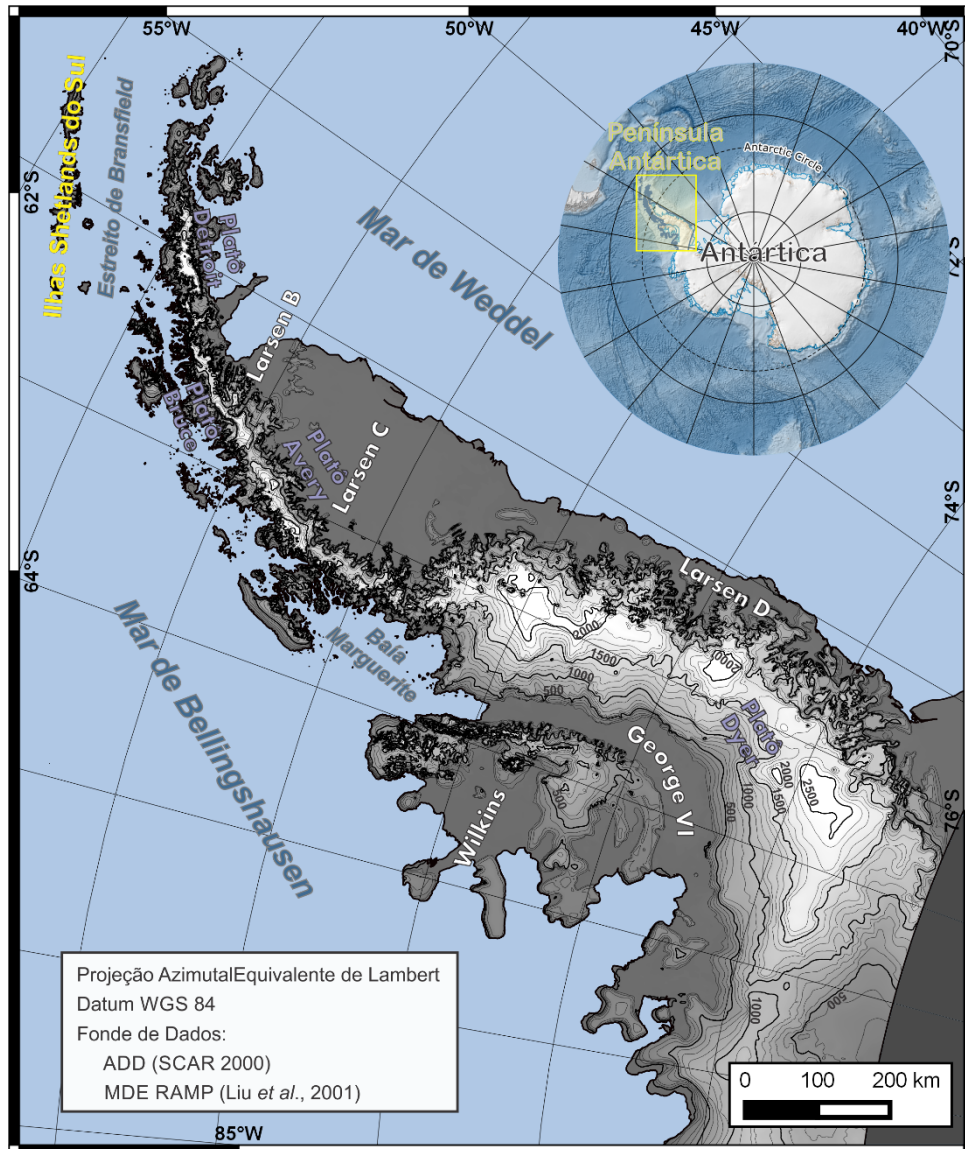 55°W
50°W
45°W
40°W
70°S
62°S
64°S
72°S
74°S
76°S
85°W
Ilhas Shetlands do Sul
Estreito de Bransfield
Península
Antártica
Antarctic Circle
Antartica
Platô
Detroit
Mar de Weddel
Larsen B
Platô
Bruce
Platô
Avery
Larsen C
Larsen D
Baía
Marguerite
Mar de Bellingshausen
2000
1500
1000
500
2000
Platô
Dyer
George VI
Wilkins
500
500
1000
1500
2000
2500
1000
500
Projeção AzimutalEquivalente de Lambert
Datum WGS 84
Fonde de Dados:
ADD (SCAR 2000)
MDE RAMP (Liu et al., 2001)
0 100 200 km